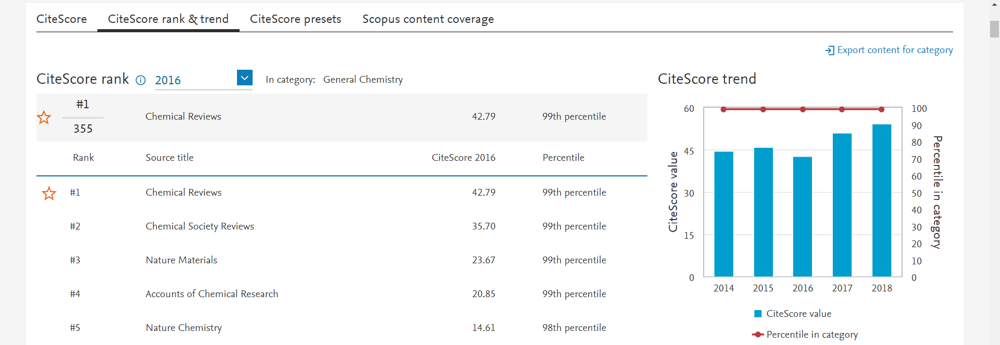 CiteScore CiteScore rank & trend CiteScore presets Scopus content coverage
Export content for category
CiteScore rank 2016 In category: General Chemistry
#1
355
Chemical Reviews 42.79 99th percentile
Rank Source title CiteScore 2016 Percentile
#1 Chemical Reviews 42.79 99th percentile
#2 Chemical Society Reviews 35.70 99th percentile
#3 Nature Materials 23.67 99th percentile
#4 Accounts of Chemical Research 20.85 99th percentile
#5 Nature Chemistry 14.61 98th percentile
CiteScore trend
CiteScore value
60
45
30
15
0
100
90
80
70
60
50
40
30
20
10
0
Percentile in category
2014 2015 2016 2017 2018
CiteScore value
Percentile in category